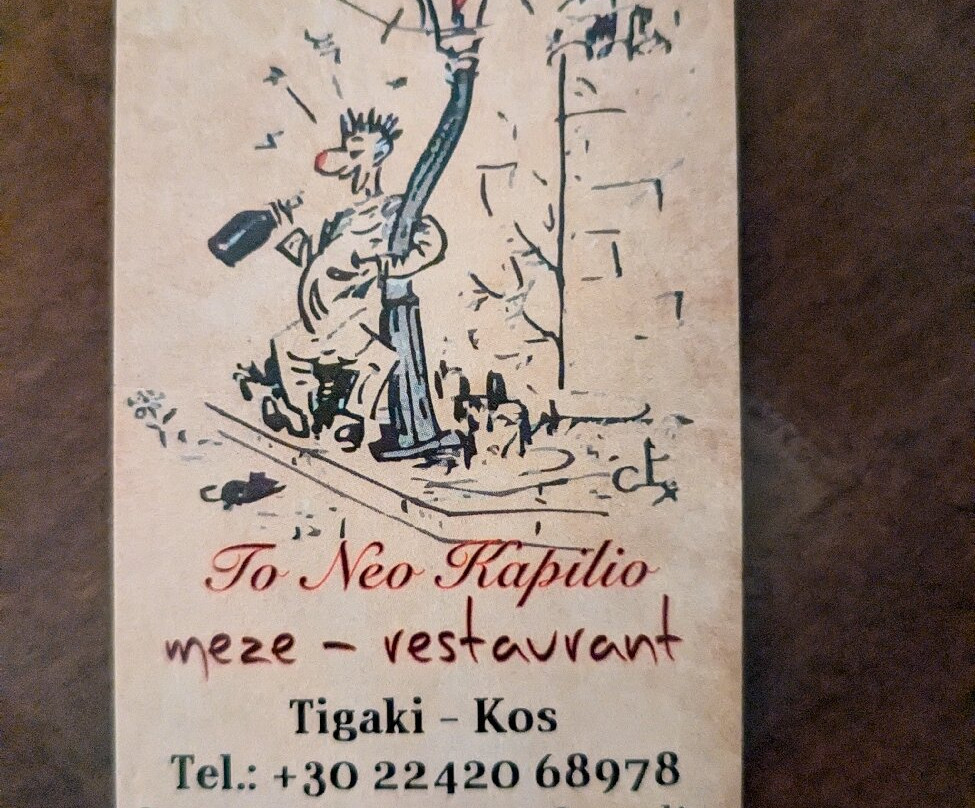 To Neo Kapilio
meze - restaurant
Tigaki - Kos
Tel.: +30 22420 68978